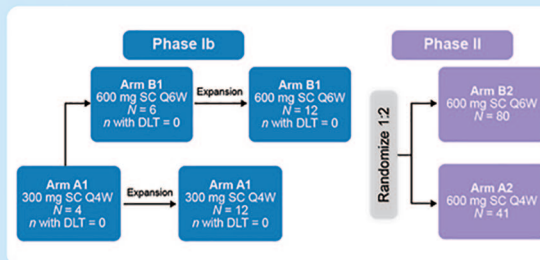 Phase Ib
Arm B1
600 mg SC Q6W
N = 6
n with DLT = 0
Expansion
Arm B1
600 mg SC Q6W
N = 12
n with DLT = 0
Arm A1
300 mg SC Q4W
N = 4
n with DLT = 0
Expansion
Arm A1
300 mg SC Q4W
N = 12
n with DLT = 0
Phase II
Randomize 1:2
Arm B2
600 mg SC Q6W
N = 80
Arm A2
600 mg SC Q4W
N = 41